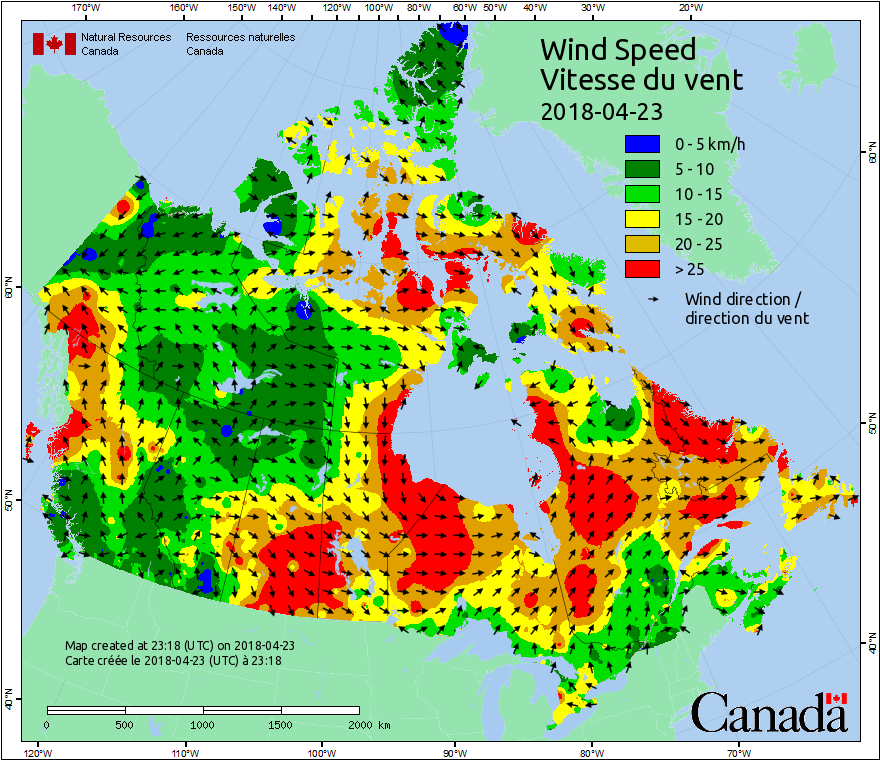 170°W 160°W 150°W 140°W 130°W 120°W 110°W 100°W 90°W 80°W 70°W 60°W 50°W 40°W 30°W 20°W
Natural Resources Ressources naturelles
Canada Canada
Wind Speed
Vitesse du vent
2018-04-23
0 - 5 km/h
5 - 10
10 - 15
15 - 20
20 - 25
> 25
Wind direction /
direction du vent
60°N 60°N
50°N 50°N
40°N 40°N
Map created at 23:18 (UTC) on 2018-04-23
Carte créée le 2018-04-23 (UTC) à 23:18
0 500 1000 1500 2000 km
Canada
120°W 110°W 100°W 90°W 80°W 70°W